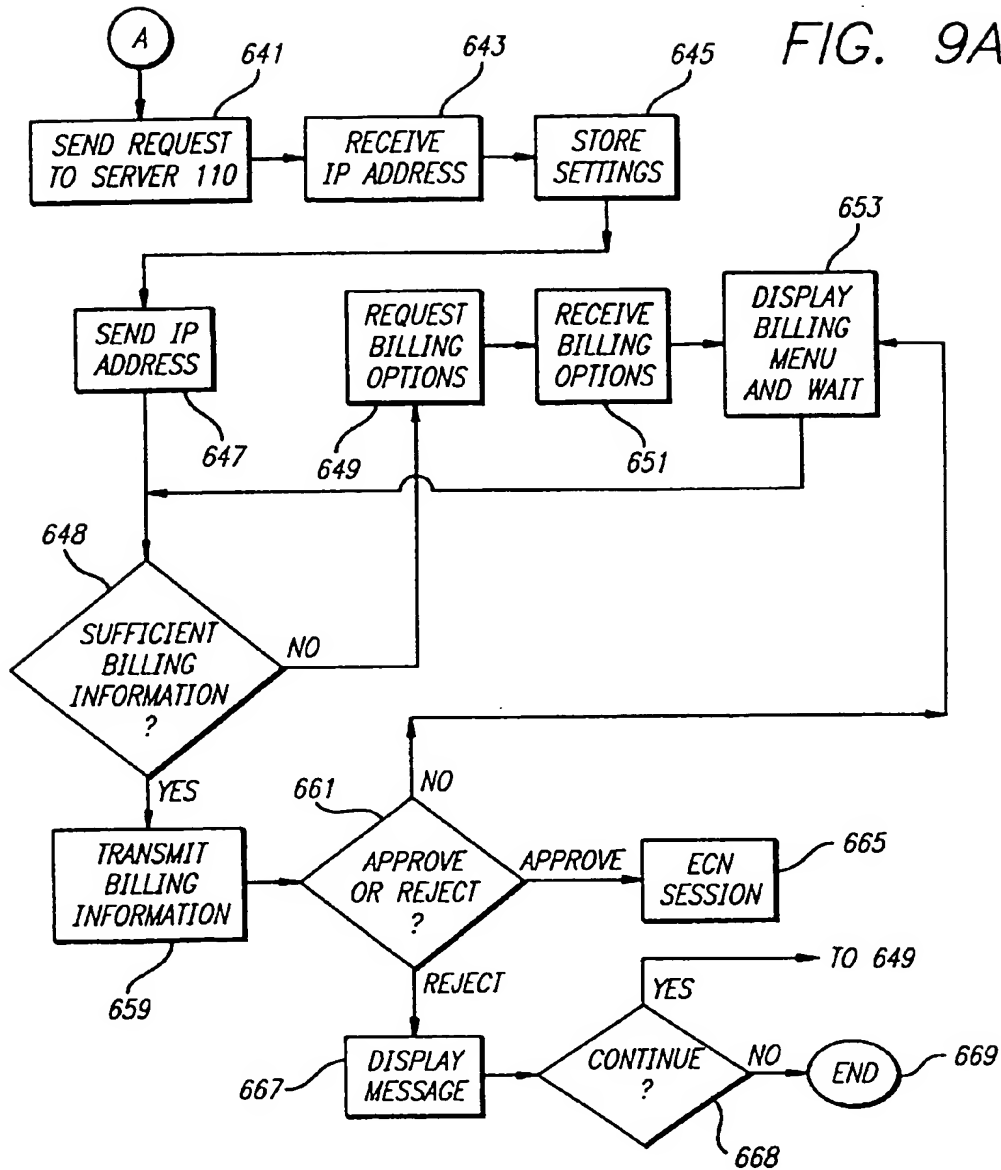 FIG. 9A
A
641
643
645
SEND REQUEST
TO SERVER 110
RECEIVE
IP ADDRESS
STORE
SETTINGS
653
SEND IP
ADDRESS
REQUEST
BILLING
OPTIONS
RECEIVE
BILLING
OPTIONS
DISPLAY
BILLING
MENU
AND WAIT
647
649
651
648
SUFFICIENT
BILLING
INFORMATION
?
NO
YES
661
NO
TRANSMIT
BILLING
INFORMATION
APPROVE
OR REJECT
?
APPROVE
ECN
SESSION
665
659
REJECT
YES
TO 649
667
DISPLAY
MESSAGE
CONTINUE
?
NO
END
669
668